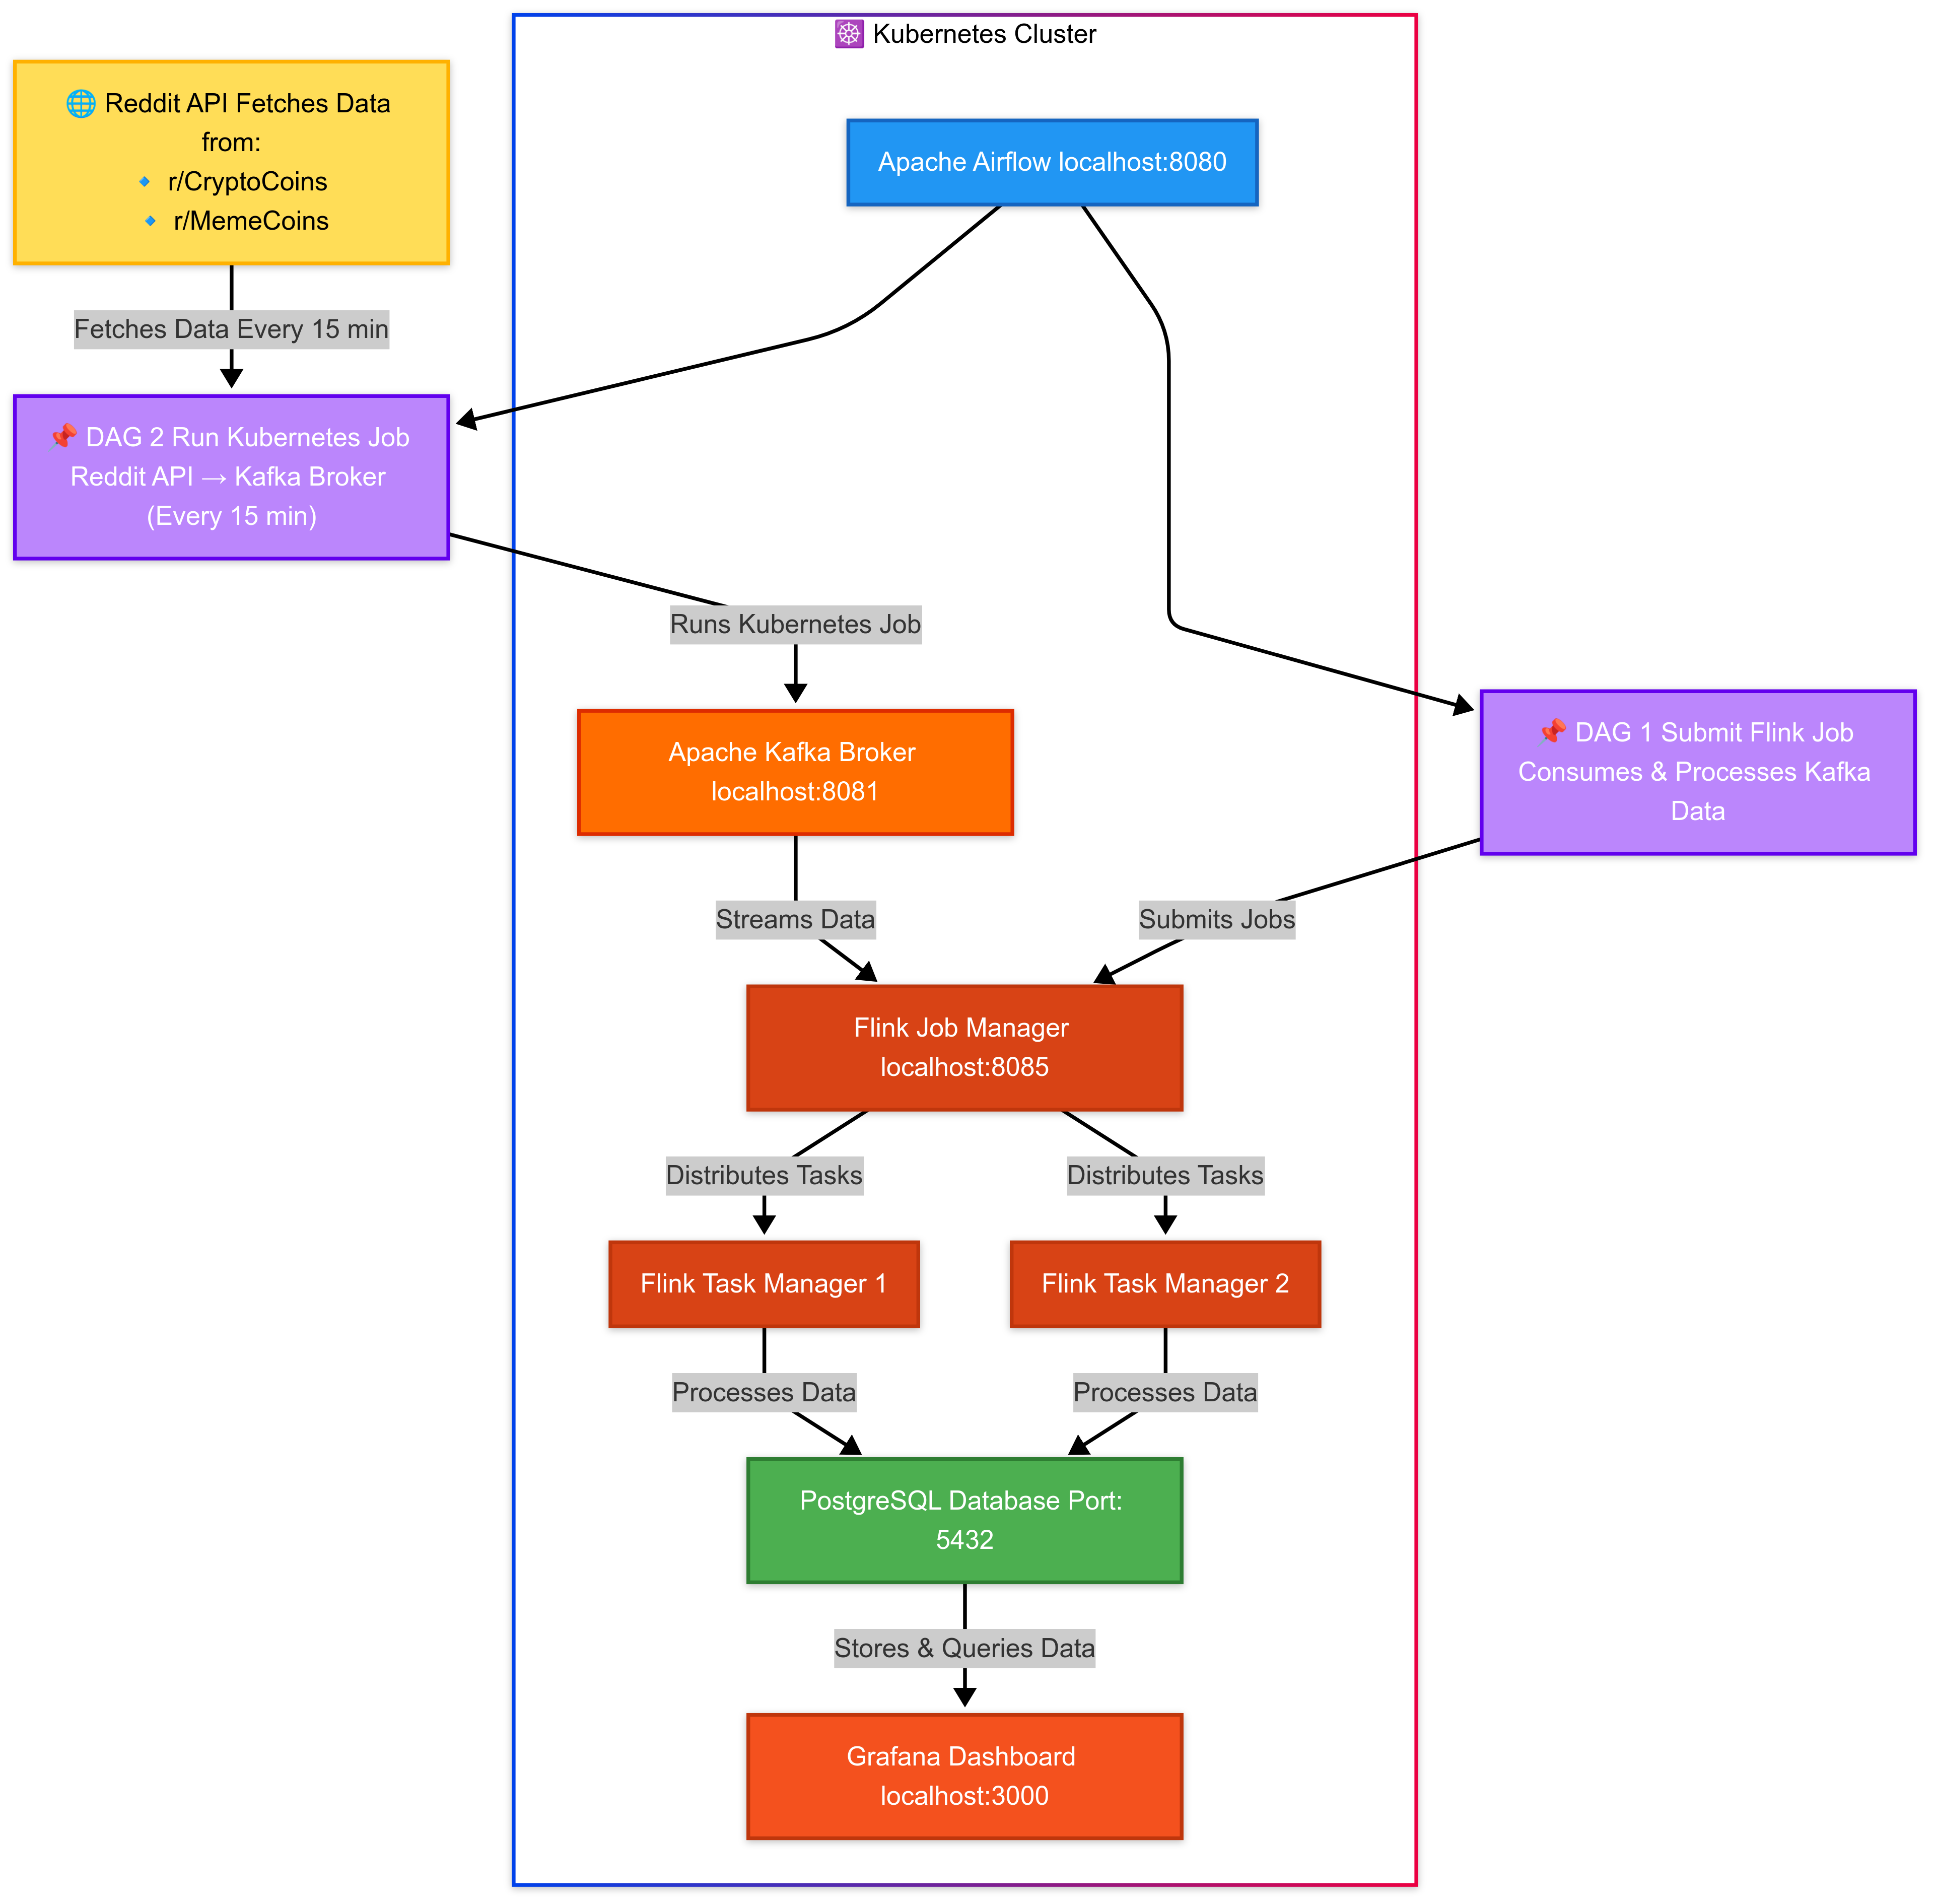 ☸️ Kubernetes Cluster
🌐 Reddit API Fetches Data
from:
🔹 r/CryptoCoins
🔹 r/MemeCoins
Apache Airflow localhost:8080
Fetches Data Every 15 min
📌 DAG 2 Run Kubernetes Job
Reddit API → Kafka Broker
(Every 15 min)
Runs Kubernetes Job
Apache Kafka Broker
localhost:8081
📌 DAG 1 Submit Flink Job
Consumes & Processes Kafka
Data
Streams Data
Submits Jobs
Flink Job Manager
localhost:8085
Distributes Tasks
Distributes Tasks
Flink Task Manager 1
Flink Task Manager 2
Processes Data
Processes Data
PostgreSQL Database Port:
5432
Stores & Queries Data
Grafana Dashboard
localhost:3000